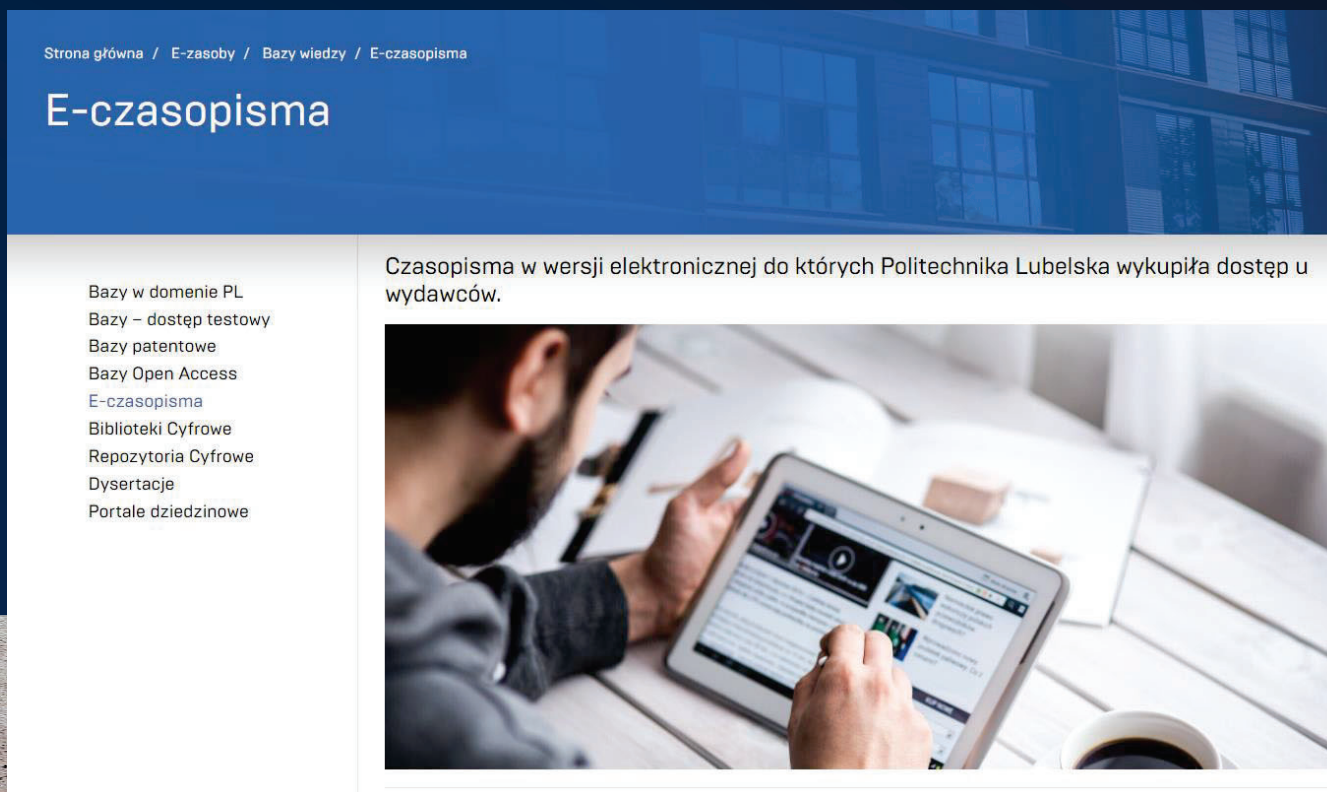 Strona główna / E-zasoby / Bazy wiedzy / E-czasopisma
E-czasopisma
Bazy w domenie PL
Bazy – dostęp testowy
Bazy patentowe
Bazy Open Access
E-czasopisma
Biblioteki Cyfrowe
Repozytoria Cyfrowe
Dysertacje
Portale dziedzinowe
Czasopisma w wersji elektronicznej do których Politechnika Lubelska wykupiła dostęp u
wydawców.